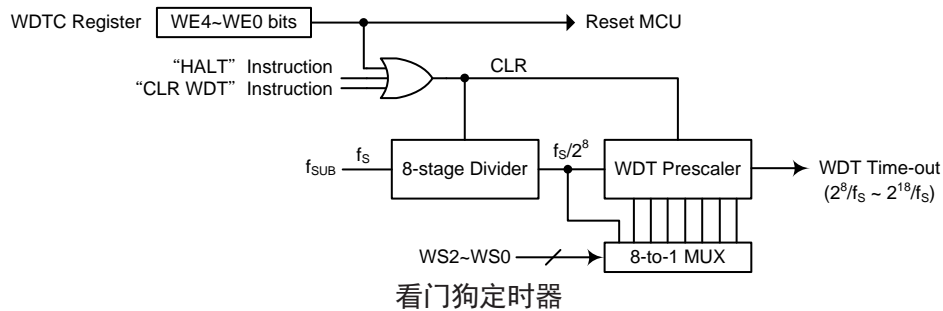 WDTC Register WE4~WE0 bits Reset MCU
“HALT” Instruction
CLR
“CLR WDT” Instruction
fSUB fS 8-stage Divider fS/2⁸ WDT Prescaler WDT Time-out
(2⁸/fS ~ 2¹⁸/fS)
WS2~WS0 8-to-1 MUX
看门狗定时器